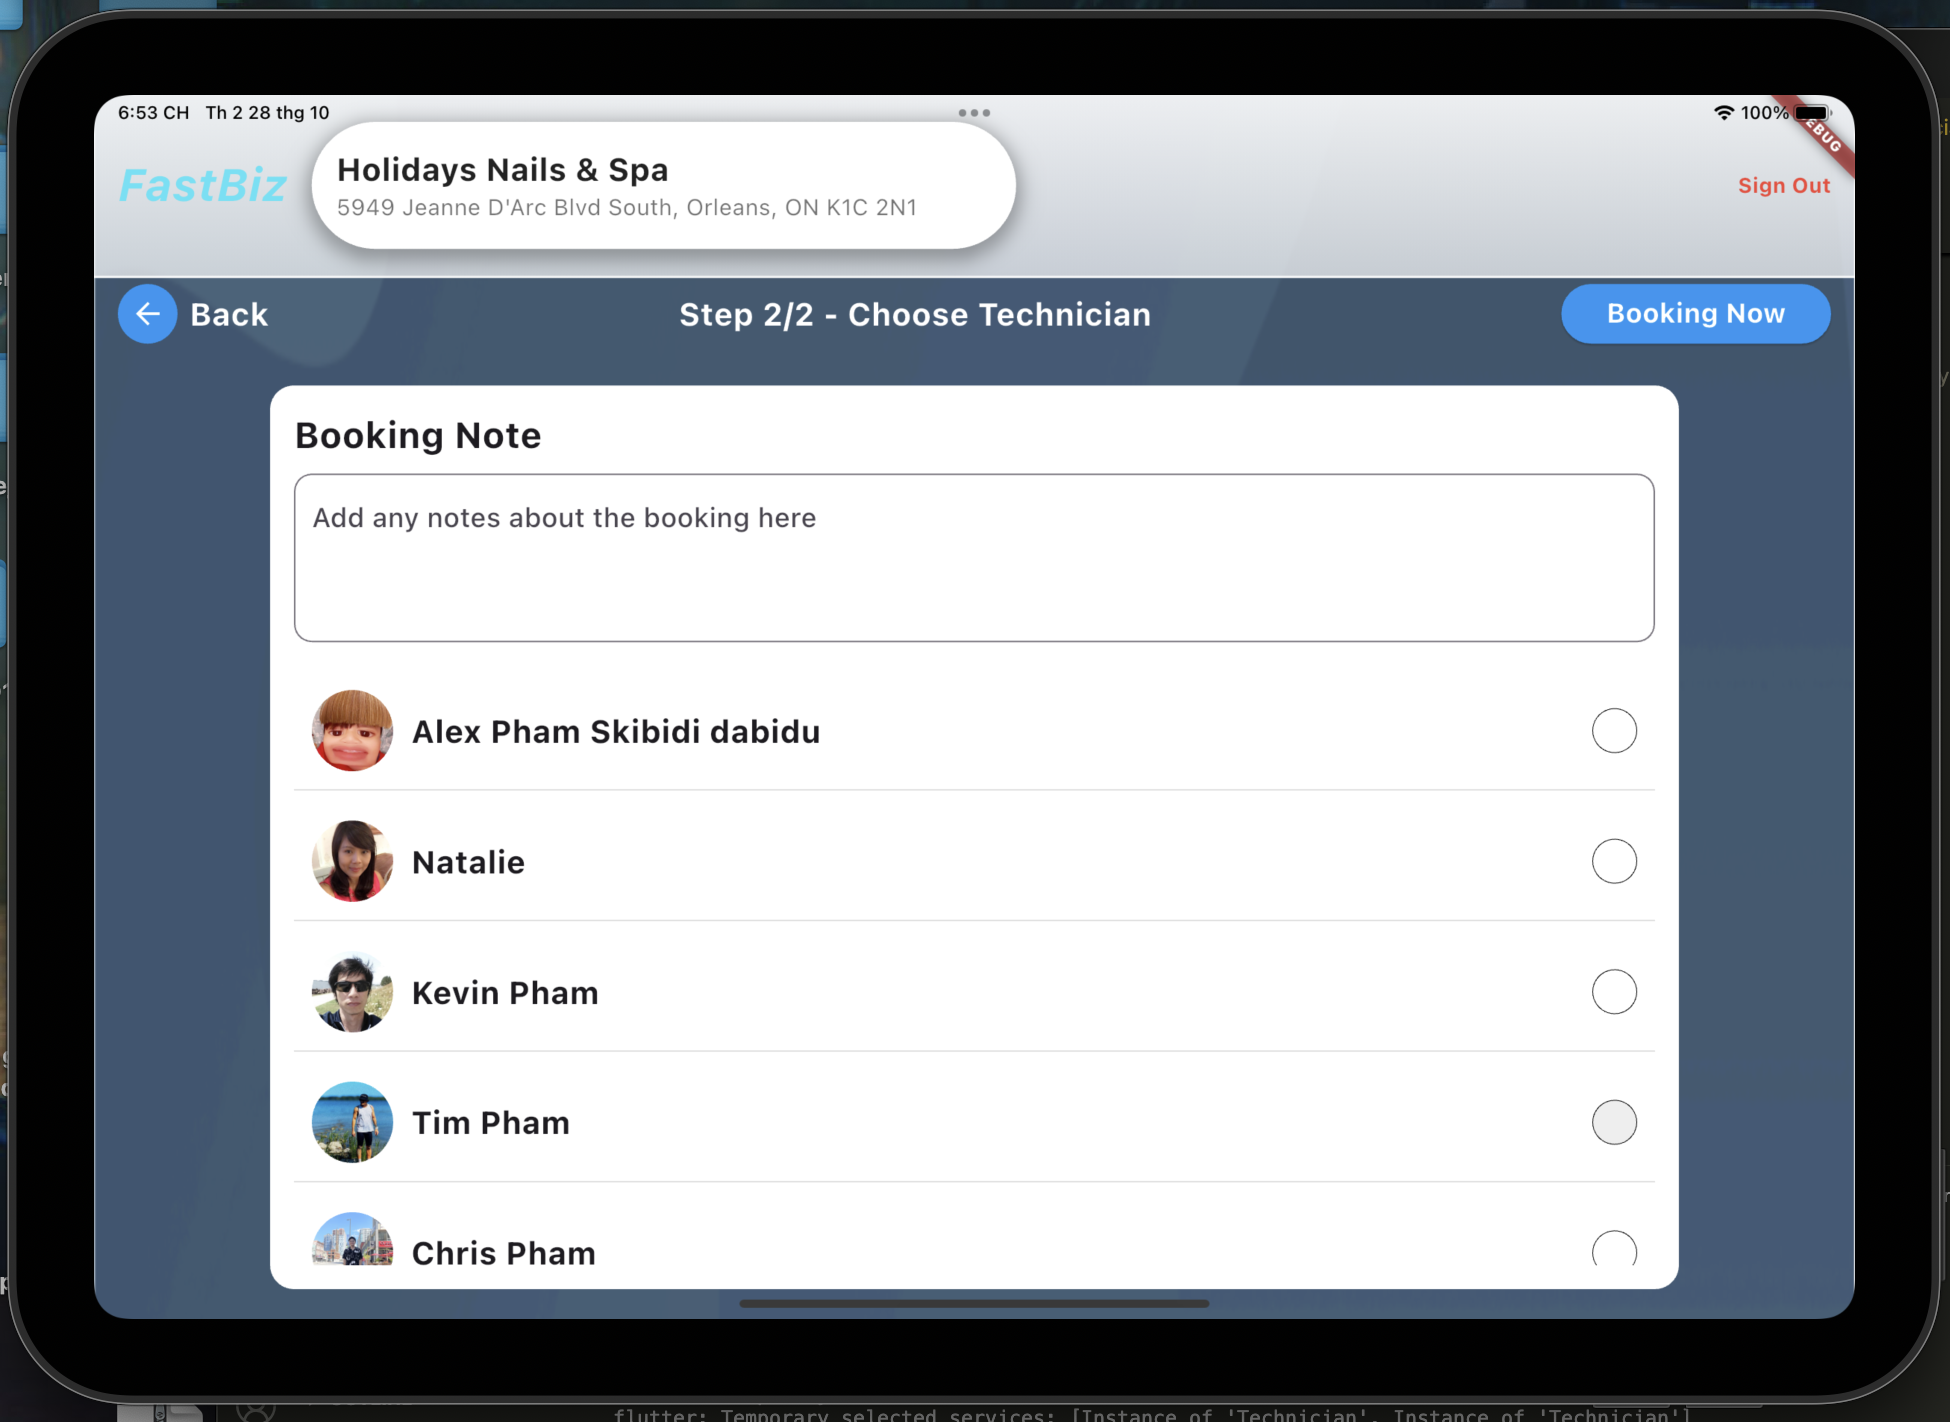 6:53 CH Th 2 28 thg 10
100%
FastBiz
Holidays Nails & Spa
5949 Jeanne D'Arc Blvd South, Orleans, ON K1C 2N1
Sign Out
Back
Step 2/2 - Choose Technician
Booking Now
Booking Note
Add any notes about the booking here
Alex Pham Skibidi dabidu
Natalie
Kevin Pham
Tim Pham
Chris Pham
flutter: Temporary selected services: [Instance of 'Technician', Instance of 'Technician']